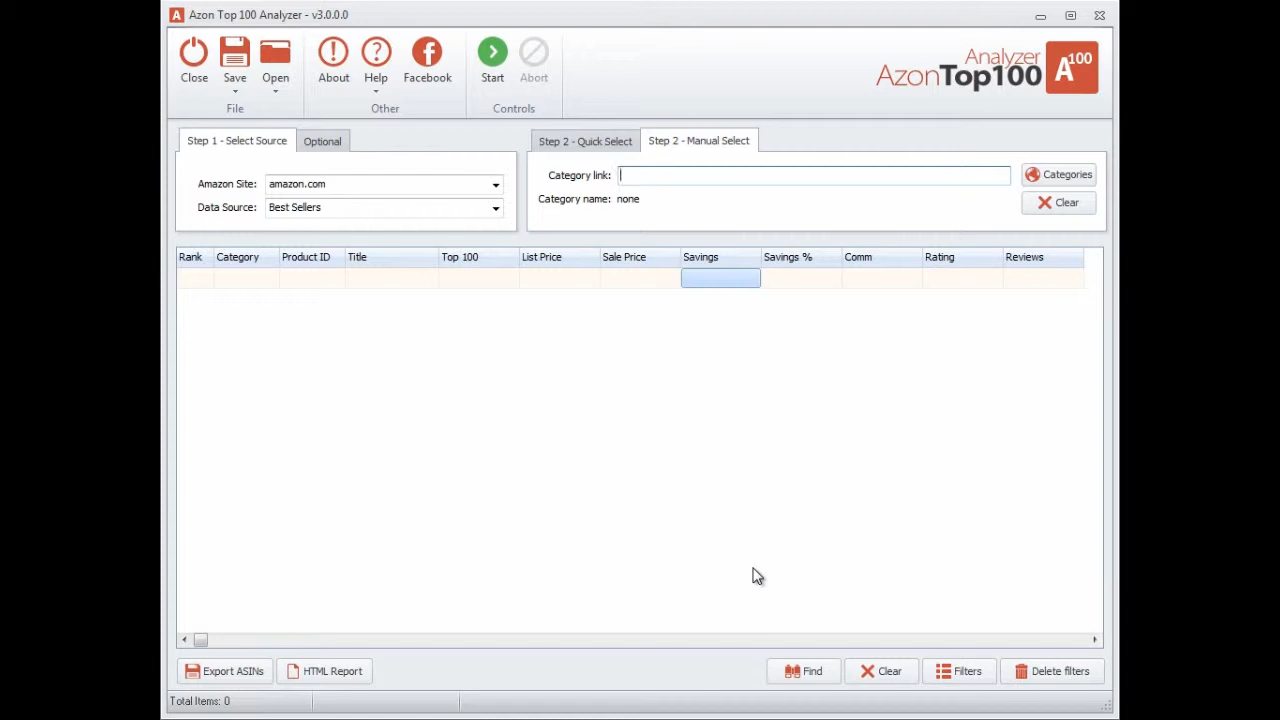 A Azon Top 100 Analyzer - v3.0.0.0
Close Save Open About Help Facebook Start Abort
File Other Controls
Analyzer
AzonTop100
A100
Step 1 - Select Source Optional Step 2 - Quick Select Step 2 - Manual Select
Amazon Site: amazon.com
Data Source: Best Sellers
Category link: Categories
Category name: none Clear
Rank Category Product ID Title Top 100 List Price Sale Price Savings Savings % Comm Rating Reviews
Export ASINs HTML Report Find Clear Filters Delete filters
Total Items: 0